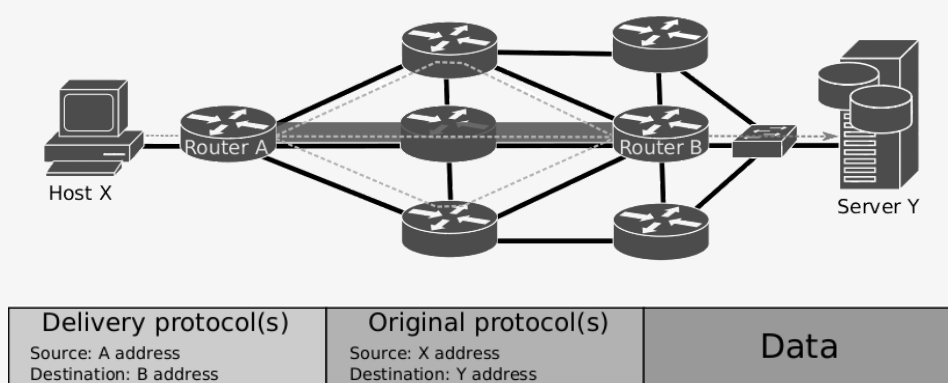 Router A
Router B
Host X
Server Y
Delivery protocol(s)
Source: A address
Destination: B address
Original protocol(s)
Source: X address
Destination: Y address
Data